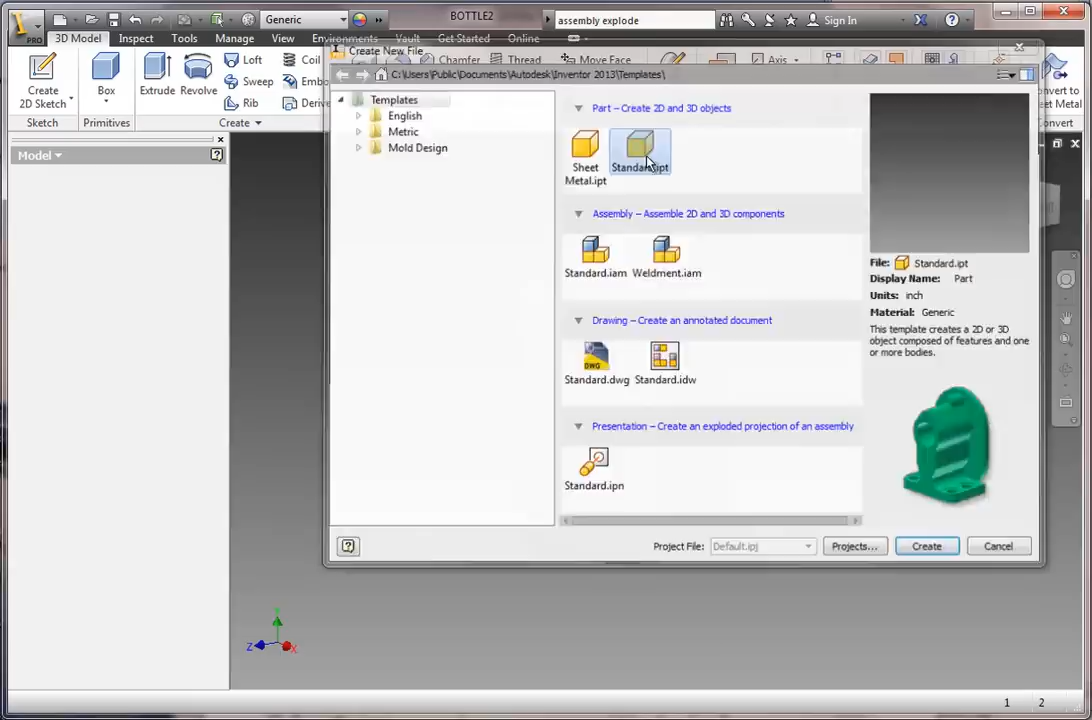 PRO
Generic
BOTTLE2
assembly explode
Sign In
3D Model
Inspect
Tools
Manage
View
Environments
Vault
Get Started
Online
Create
2D Sketch
Box
Extrude
Revolve
Loft
Sweep
Rib
Coil
Thread
Move Face
Axis
Sketch
Primitives
Create
Convert
Model
Create New File
C:\Users\Public\Documents\Autodesk\Inventor 2013\Templates\
Templates
English
Metric
Mold Design
Part – Create 2D and 3D objects
Sheet
Metal.ipt
Standard.ipt
Assembly – Assemble 2D and 3D components
Standard.iam
Weldment.iam
Drawing – Create an annotated document
DWG
Standard.dwg
Standard.idw
Presentation – Create an exploded projection of an assembly
Standard.ipn
File:
Standard.ipt
Display Name: Part
Units: inch
Material: Generic
This template creates a 2D or 3D
object composed of features and one
or more bodies.
Project File:
Default.ipj
Projects...
Create
Cancel
Z
X
1
2